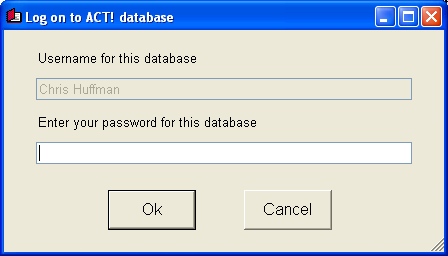 Log on to ACT! database
Username for this database
Chris Huffman
Enter your password for this database
Ok Cancel